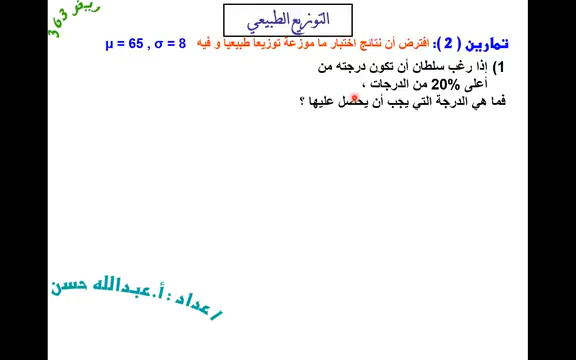 ريض 363
التوزيع الطبيعي
تمارين ( 2 ): افترض أن نتائج اختبار ما موزعة توزيعا طبيعيا و فيه μ = 65 , σ = 8
1) إذا رغب سلطان أن تكون درجته من
أعلى 20% من الدرجات ،
فما هي الدرجة التي يجب أن يحصل عليها ؟
إعداد : أ.عبدالله حسن